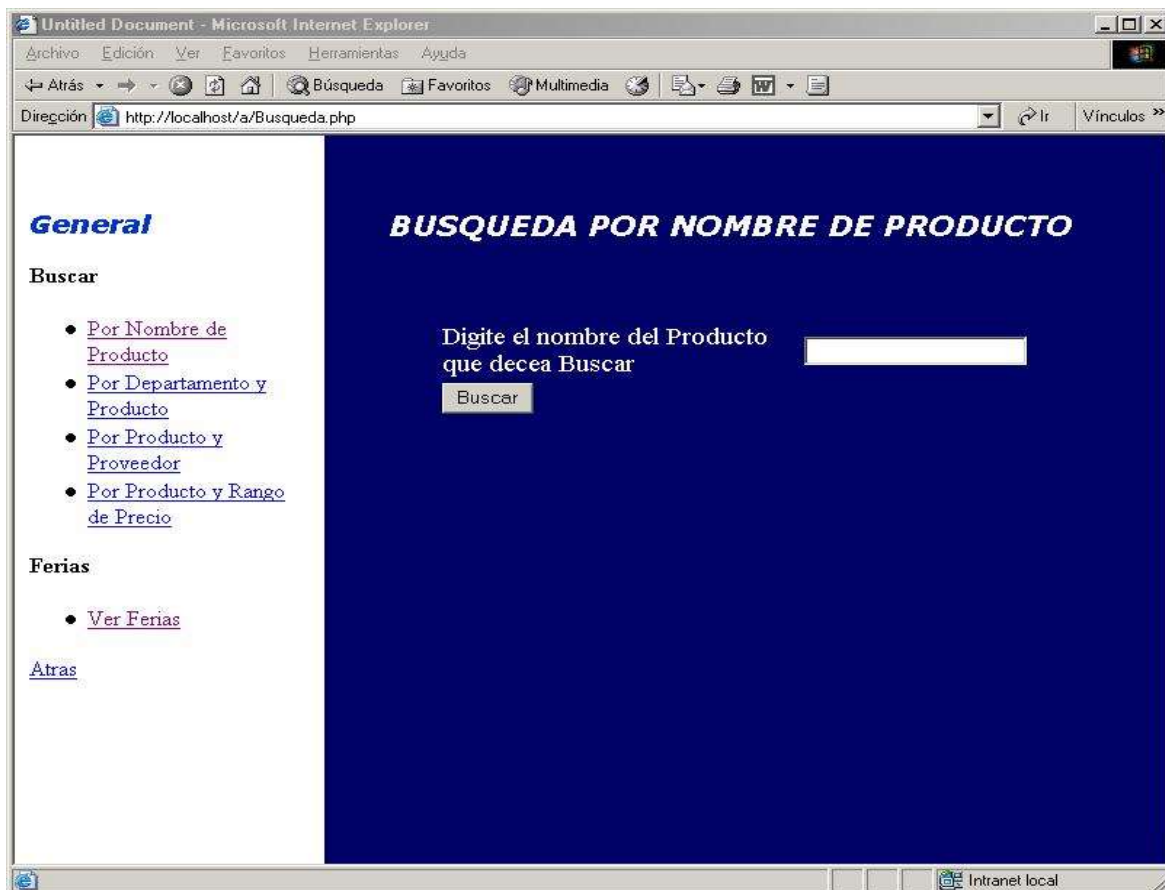 Untitled Document - Microsoft Internet Explorer
Archivo Edición Ver Favoritos Herramientas Ayuda
Atrás Búsqueda Favoritos Multimedia
Dirección http://localhost/a/Busqueda.php Ir Vínculos »
General
Buscar
Por Nombre de
Producto
Por Departamento y
Producto
Por Producto y
Proveedor
Por Producto y Rango
de Precio
Ferias
Ver Ferias
Atras
BUSQUEDA POR NOMBRE DE PRODUCTO
Digite el nombre del Producto
que decea Buscar
Buscar
Intranet local